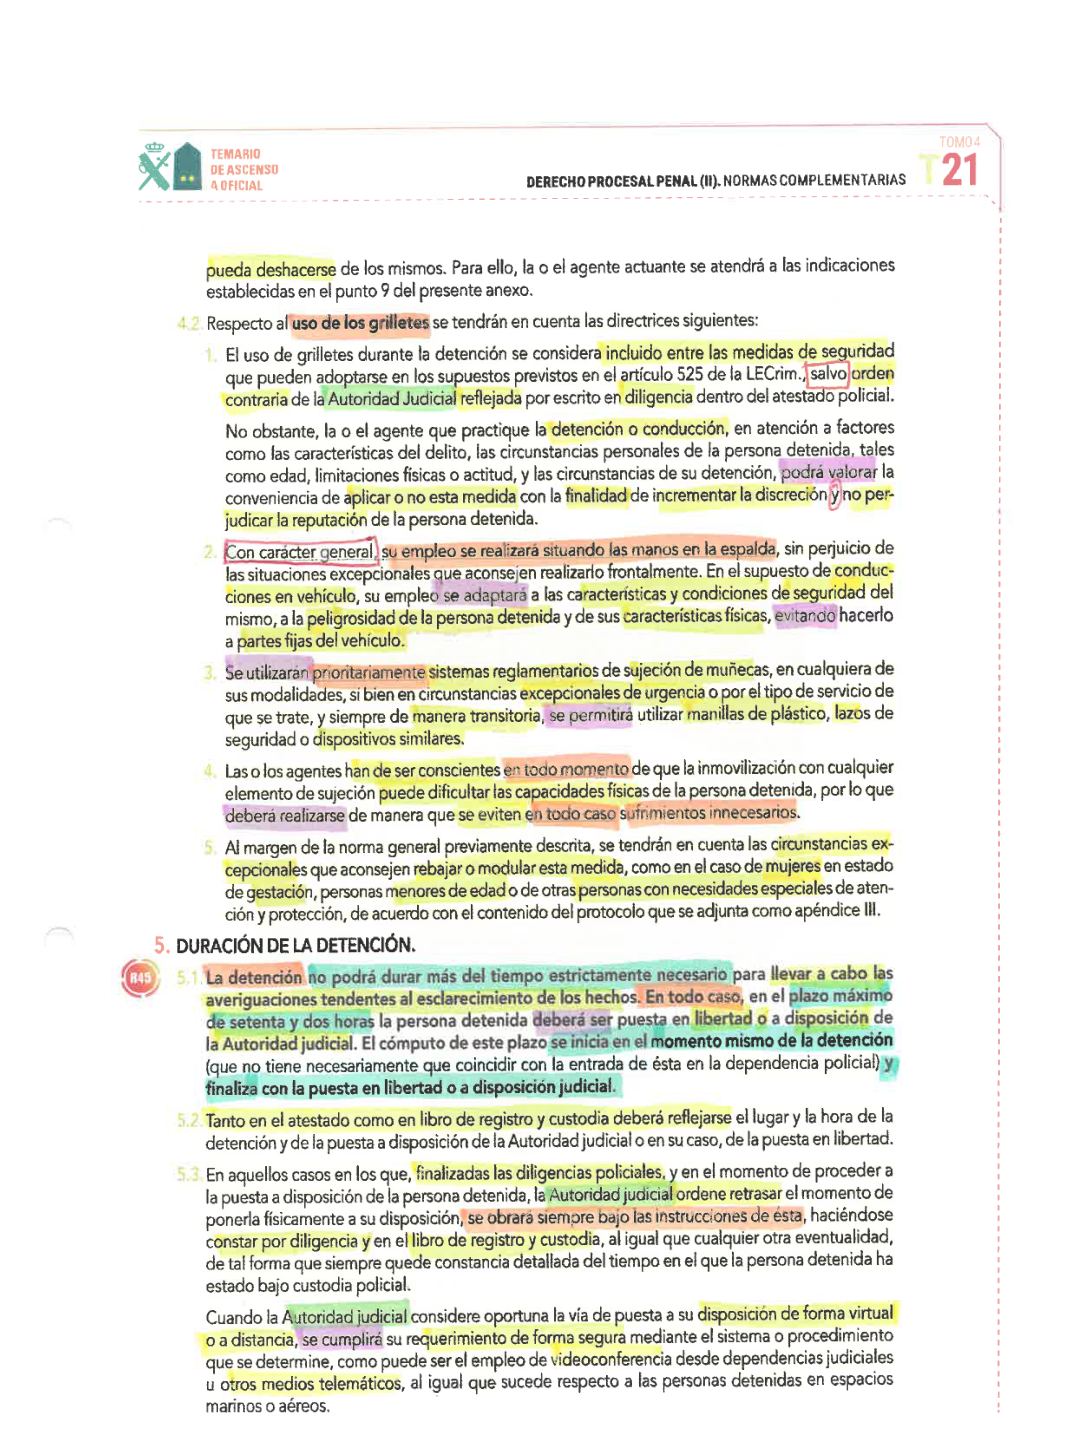 TOMO 4
TEMARIO
DE ASCENSO
A OFICIAL
DERECHO PROCESAL PENAL (II). NORMAS COMPLEMENTARIAS
T21
pueda deshacerse de los mismos. Para ello, la o el agente actuante se atendrá a las indicaciones
establecidas en el punto 9 del presente anexo.
4.2. Respecto al uso de los grilletes se tendrán en cuenta las directrices siguientes:
1. El uso de grilletes durante la detención se considera incluido entre las medidas de seguridad
que pueden adoptarse en los supuestos previstos en el artículo 525 de la LECrim., salvo orden
contraria de la Autoridad Judicial reflejada por escrito en diligencia dentro del atestado policial.
No obstante, la o el agente que practique la detención o conducción, en atención a factores
como las características del delito, las circunstancias personales de la persona detenida, tales
como edad, limitaciones físicas o actitud, y las circunstancias de su detención, podrá valorar la
conveniencia de aplicar o no esta medida con la finalidad de incrementar la discreción y no per-
judicar la reputación de la persona detenida.
2. Con carácter general, su empleo se realizará situando las manos en la espalda, sin perjuicio de
las situaciones excepcionales que aconsejen realizarlo frontalmente. En el supuesto de conduc-
ciones en vehículo, su empleo se adaptará a las características y condiciones de seguridad del
mismo, a la peligrosidad de la persona detenida y de sus características físicas, evitando hacerlo
a partes fijas del vehículo.
3. Se utilizarán prioritariamente sistemas reglamentarios de sujeción de muñecas, en cualquiera de
sus modalidades, si bien en circunstancias excepcionales de urgencia o por el tipo de servicio de
que se trate, y siempre de manera transitoria, se permitirá utilizar manillas de plástico, lazos de
seguridad o dispositivos similares.
4. Las o los agentes han de ser conscientes en todo momento de que la inmovilización con cualquier
elemento de sujeción puede dificultar las capacidades físicas de la persona detenida, por lo que
deberá realizarse de manera que se eviten en todo caso sufrimientos innecesarios.
5. Al margen de la norma general previamente descrita, se tendrán en cuenta las circunstancias ex-
cepcionales que aconsejen rebajar o modular esta medida, como en el caso de mujeres en estado
de gestación, personas menores de edad o de otras personas con necesidades especiales de aten-
ción y protección, de acuerdo con el contenido del protocolo que se adjunta como apéndice III.
5. DURACIÓN DE LA DETENCIÓN.
R45
5.1. La detención no podrá durar más del tiempo estrictamente necesario para llevar a cabo las
averiguaciones tendentes al esclarecimiento de los hechos. En todo caso, en el plazo máximo
de setenta y dos horas la persona detenida deberá ser puesta en libertad o a disposición de
la Autoridad judicial. El cómputo de este plazo se inicia en el momento mismo de la detención
(que no tiene necesariamente que coincidir con la entrada de ésta en la dependencia policial) y
finaliza con la puesta en libertad o a disposición judicial.
5.2. Tanto en el atestado como en libro de registro y custodia deberá reflejarse el lugar y la hora de la
detención y de la puesta a disposición de la Autoridad judicial o en su caso, de la puesta en libertad.
5.3. En aquellos casos en los que, finalizadas las diligencias policiales, y en el momento de proceder a
la puesta a disposición de la persona detenida, la Autoridad judicial ordene retrasar el momento de
ponerla físicamente a su disposición, se obrará siempre bajo las instrucciones de ésta, haciéndose
constar por diligencia y en el libro de registro y custodia, al igual que cualquier otra eventualidad,
de tal forma que siempre quede constancia detallada del tiempo en el que la persona detenida ha
estado bajo custodia policial.
Cuando la Autoridad judicial considere oportuna la vía de puesta a su disposición de forma virtual
o a distancia, se cumplirá su requerimiento de forma segura mediante el sistema o procedimiento
que se determine, como puede ser el empleo de videoconferencia desde dependencias judiciales
u otros medios telemáticos, al igual que sucede respecto a las personas detenidas en espacios
marinos o aéreos.